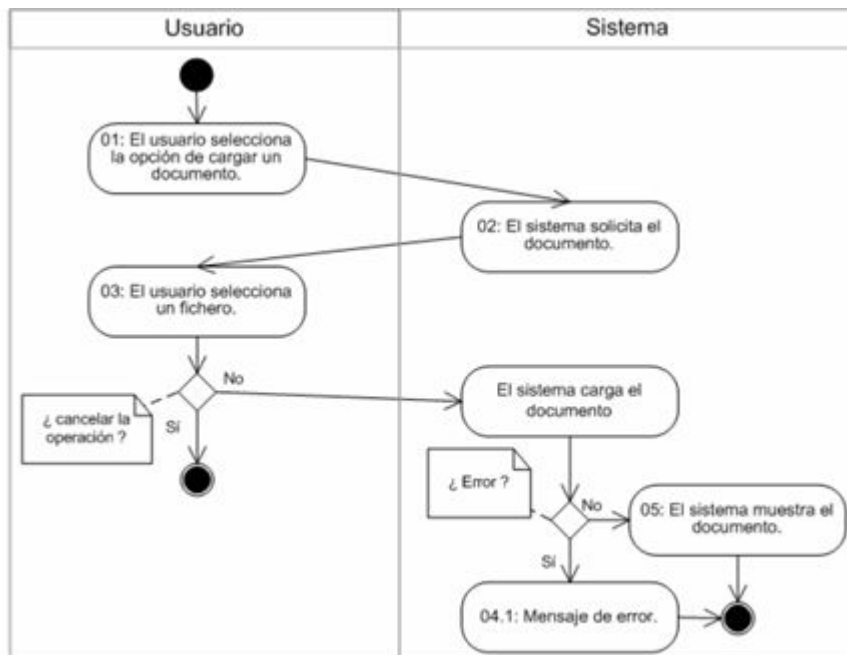 Usuario
Sistema
01: El usuario selecciona
la opción de cargar un
documento.
02: El sistema solicita el
documento.
03: El usuario selecciona
un fichero.
No
¿ cancelar la
operación ?
Sí
El sistema carga el
documento
¿ Error ?
No
05: El sistema muestra el
documento.
Sí
04.1: Mensaje de error.